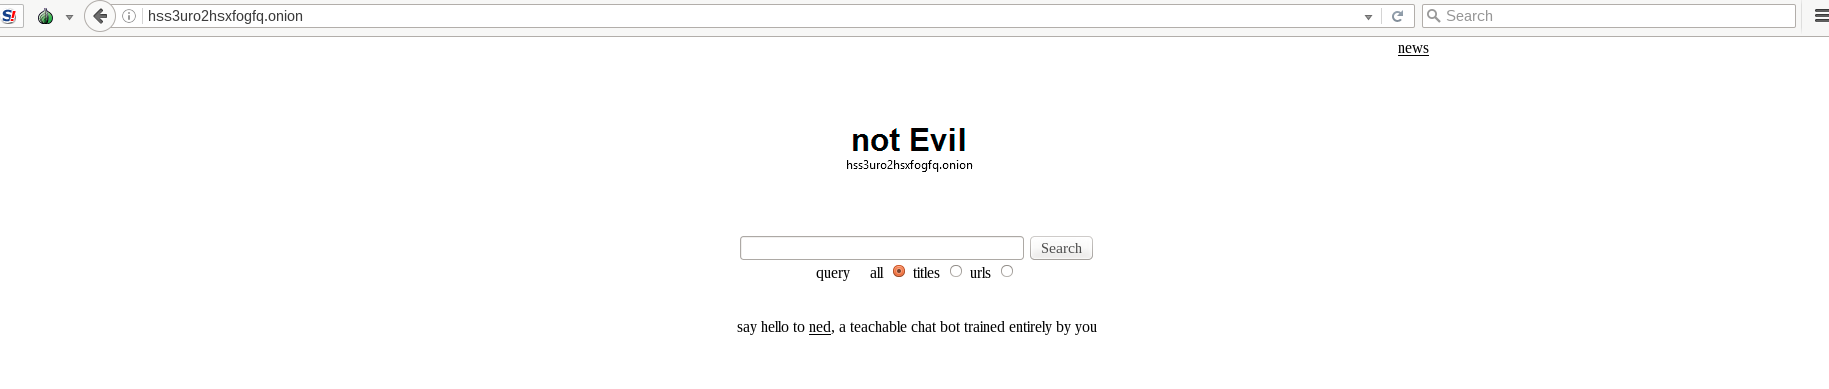 S!
hss3uro2hsxfogfq.onion
Search
news
not Evil
hss3uro2hsxfogfq.onion
Search
query all titles urls
say hello to ned, a teachable chat bot trained entirely by you